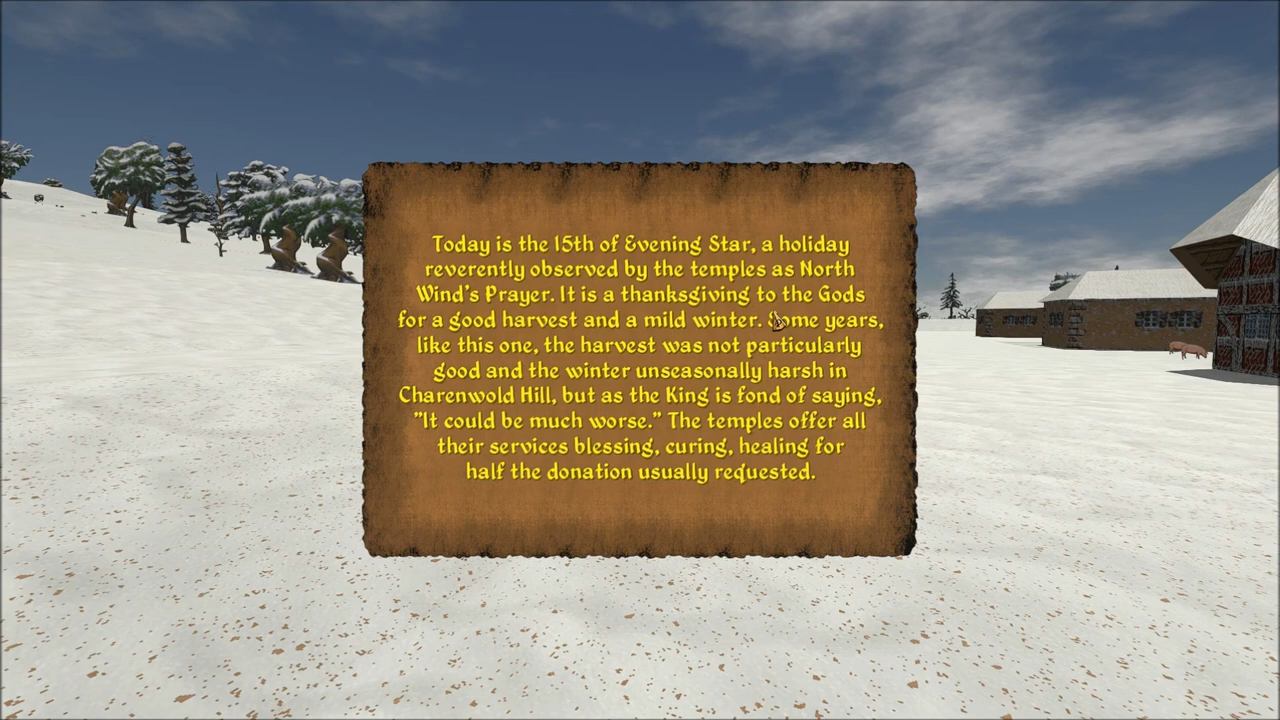 Today is the 15th of Evening Star, a holiday
reverently observed by the temples as North
Wind's Prayer. It is a thanksgiving to the Gods
for a good harvest and a mild winter. Some years,
like this one, the harvest was not particularly
good and the winter unseasonally harsh in
Charenwold Hill, but as the King is fond of saying,
"It could be much worse." The temples offer all
their services blessing, curing, healing for
half the donation usually requested.